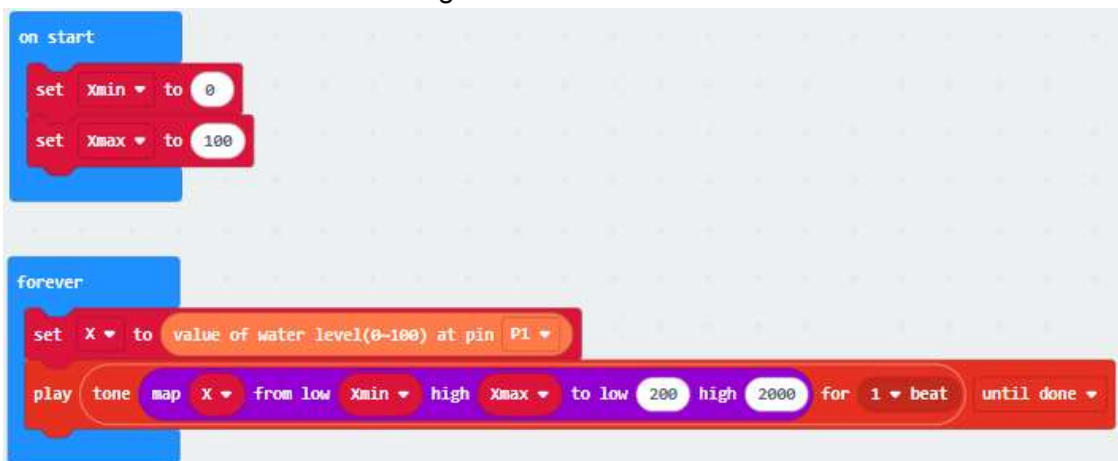 on start
set Xmin to 0
set Xmax to 100
forever
set X to value of water level(0~100) at pin P1
play tone map X from low Xmin high Xmax to low 200 high 2000 for 1 beat until done